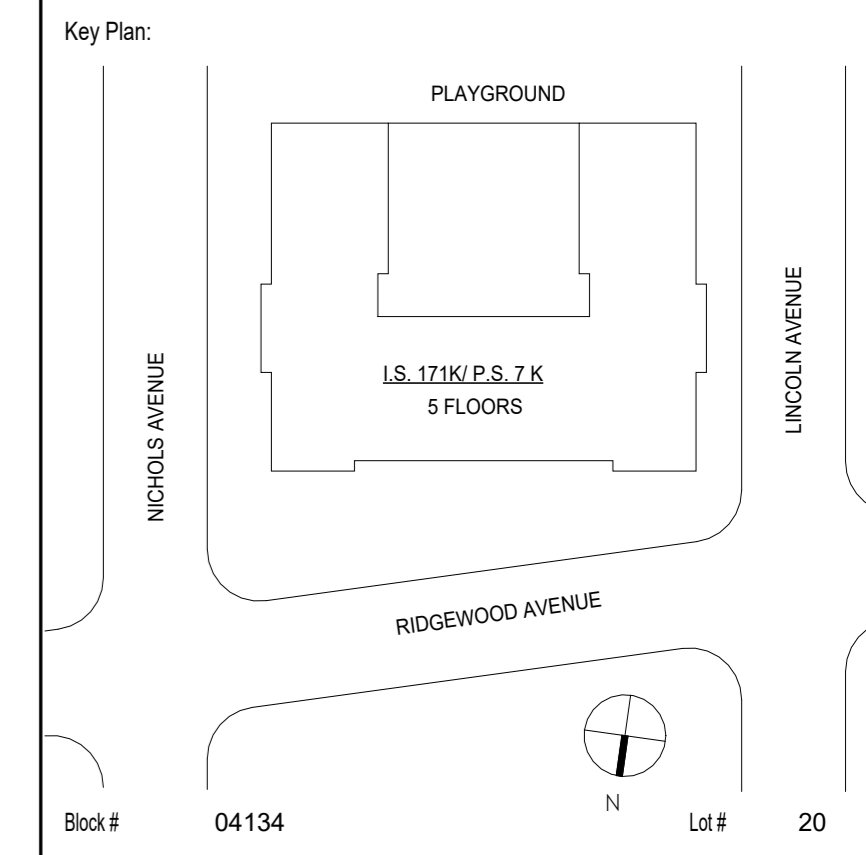 Key Plan:
PLAYGROUND
NICHOLS AVENUE
LINCOLN AVENUE
I.S. 171K/ P.S. 7 K
5 FLOORS
RIDGEWOOD AVENUE
N
Block # 04134 Lot # 20